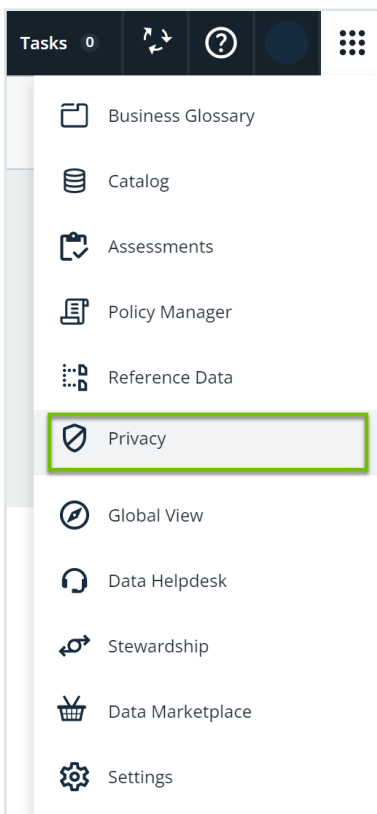 Tasks 0
Business Glossary
Catalog
Assessments
Policy Manager
Reference Data
Privacy
Global View
Data Helpdesk
Stewardship
Data Marketplace
Settings